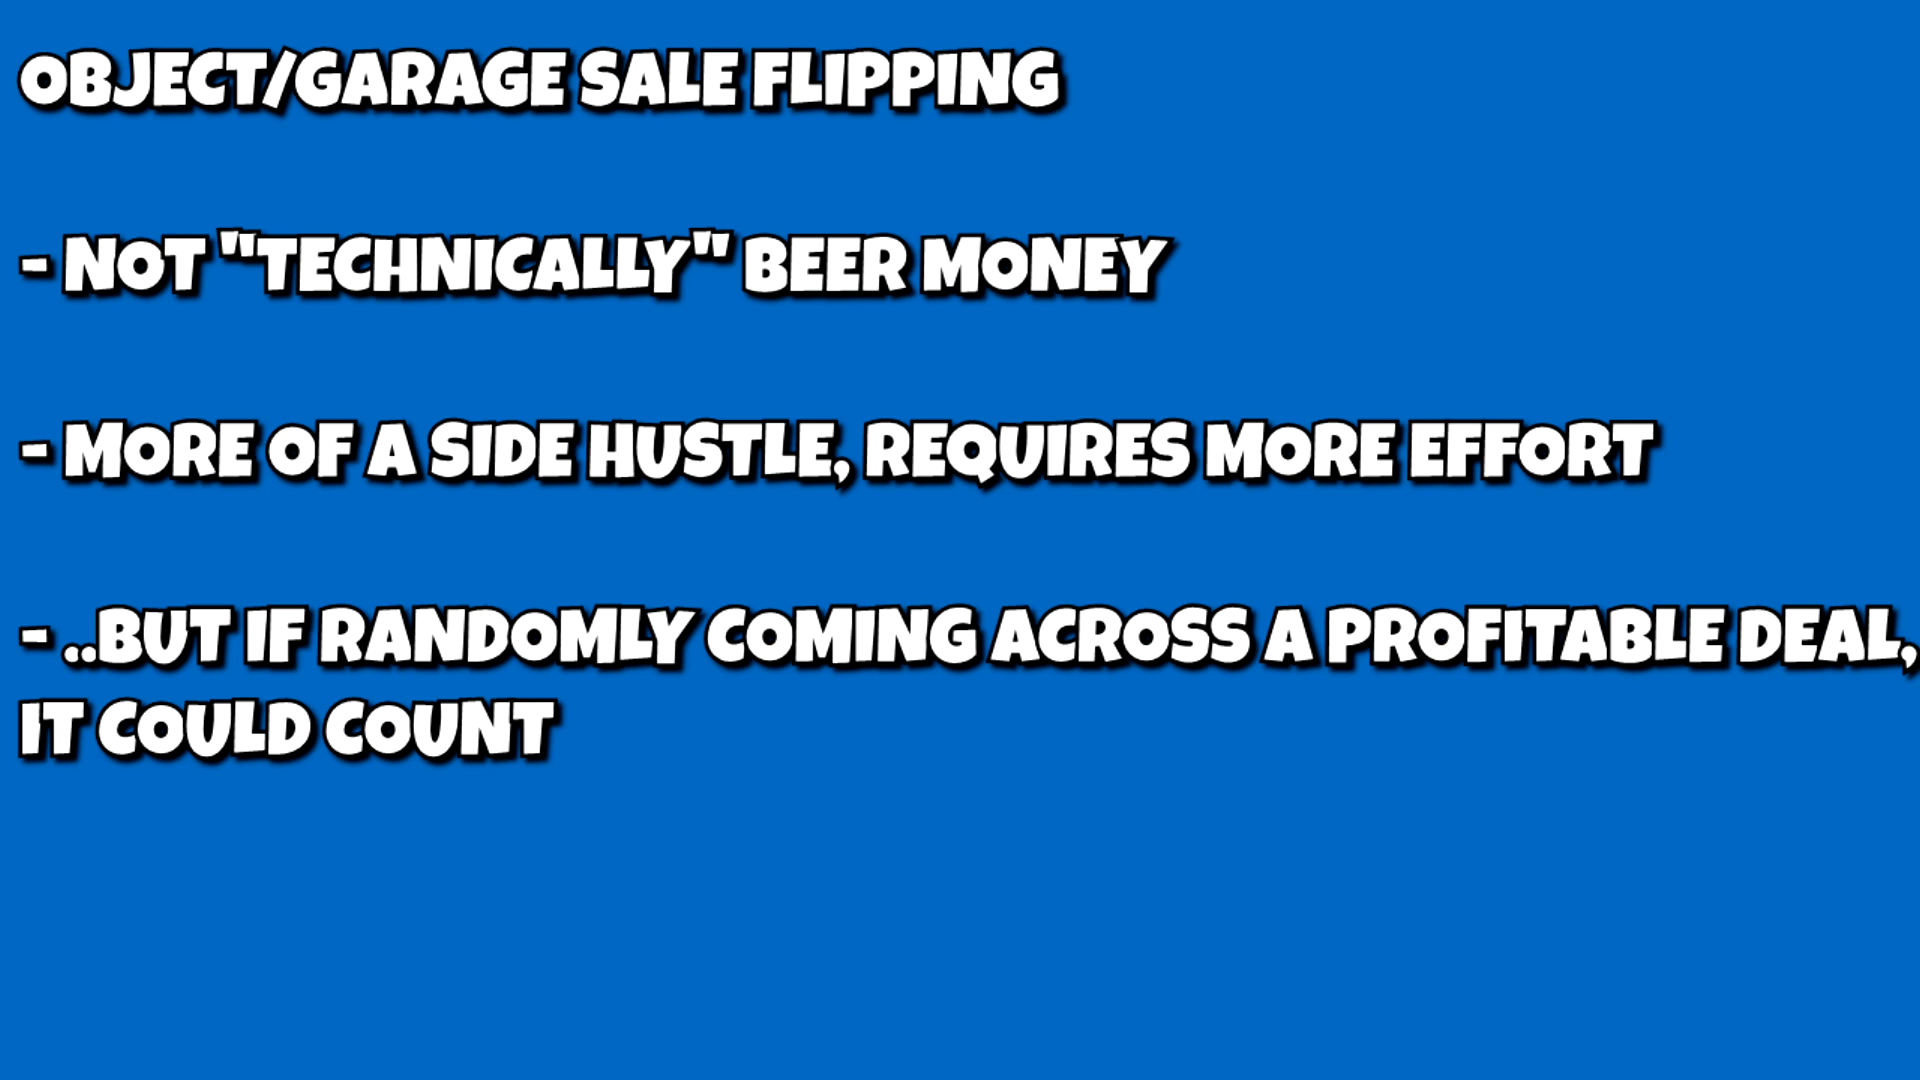 OBJECT/GARAGE SALE FLIPPING
- NOT "TECHNICALLY" BEER MONEY
- MORE OF A SIDE HUSTLE, REQUIRES MORE EFFORT
- ..BUT IF RANDOMLY COMING ACROSS A PROFITABLE DEAL,
IT COULD COUNT